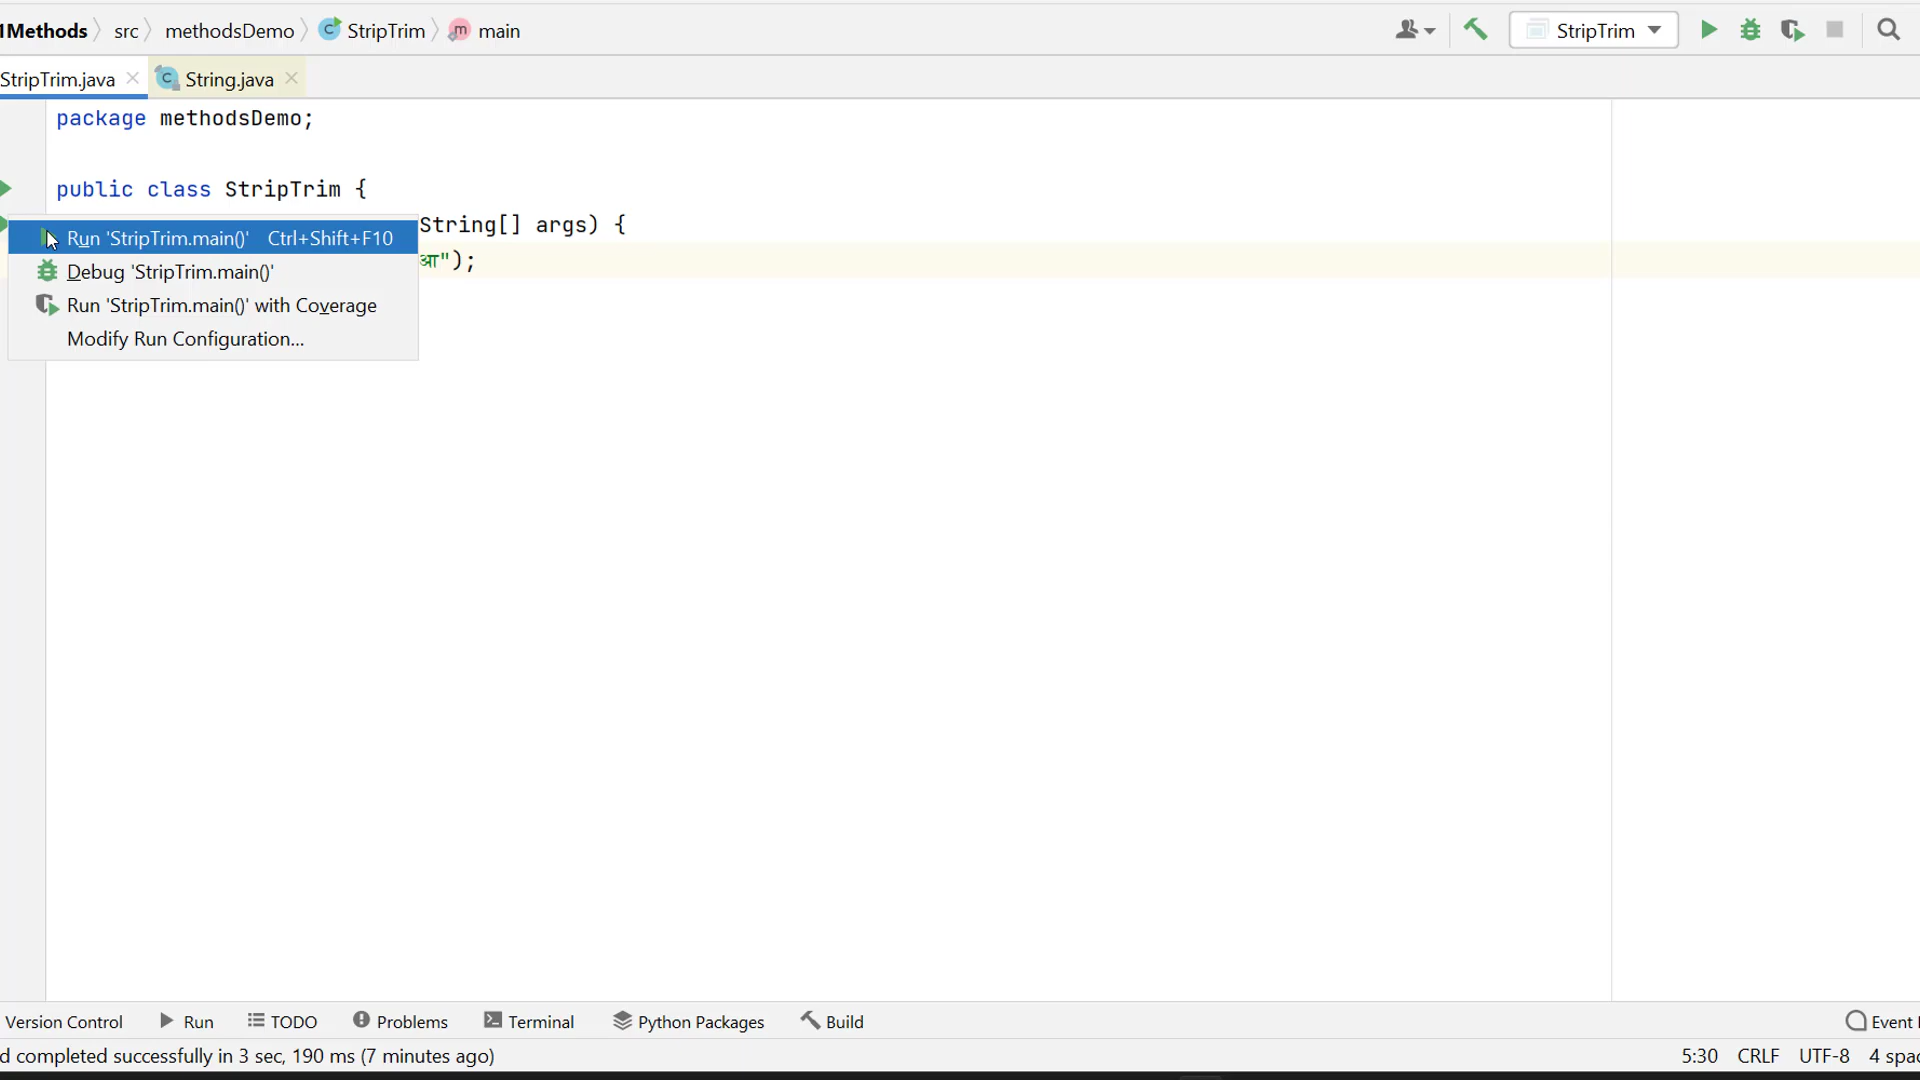 1Methods src methodsDemo StripTrim main StripTrim
StripTrim.java String.java
package methodsDemo;
public class StripTrim {
String[] args) {
आ");
Run 'StripTrim.main()' Ctrl+Shift+F10
Debug 'StripTrim.main()'
Run 'StripTrim.main()' with Coverage
Modify Run Configuration...
Version Control Run TODO Problems Terminal Python Packages Build Event
d completed successfully in 3 sec, 190 ms (7 minutes ago) 5:30 CRLF UTF-8 4 spac